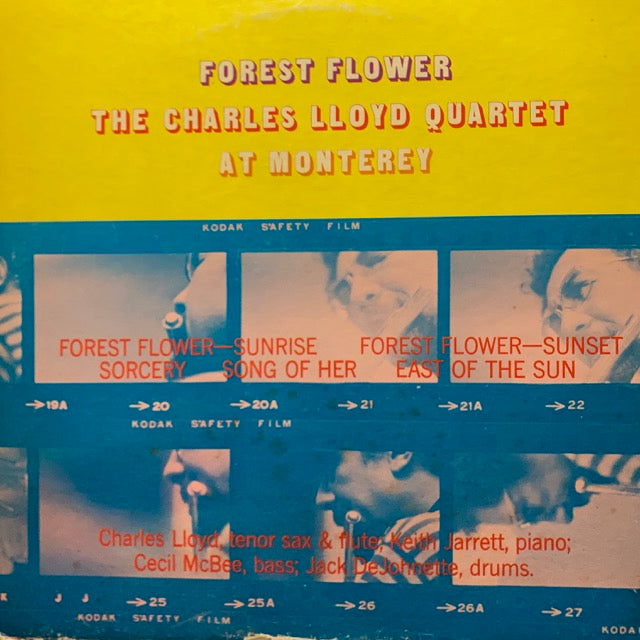 FOREST FLOWER
THE CHARLES LLOYD QUARTET
AT MONTEREY
KODAK SAFETY FILM
FOREST FLOWER—SUNRISE FOREST FLOWER—SUNSET
SORCERY SONG OF HER EAST OF THE SUN
→19A →20 →20A →21 →21A →22
KODAK SAFETY FILM
Charles Lloyd, tenor sax & flute; Keith Jarrett, piano;
Cecil McBee, bass; Jack DeJohnette, drums.
K J J →25 →25A →26 →26A →27
KODAK SAFETY FILM
KODA